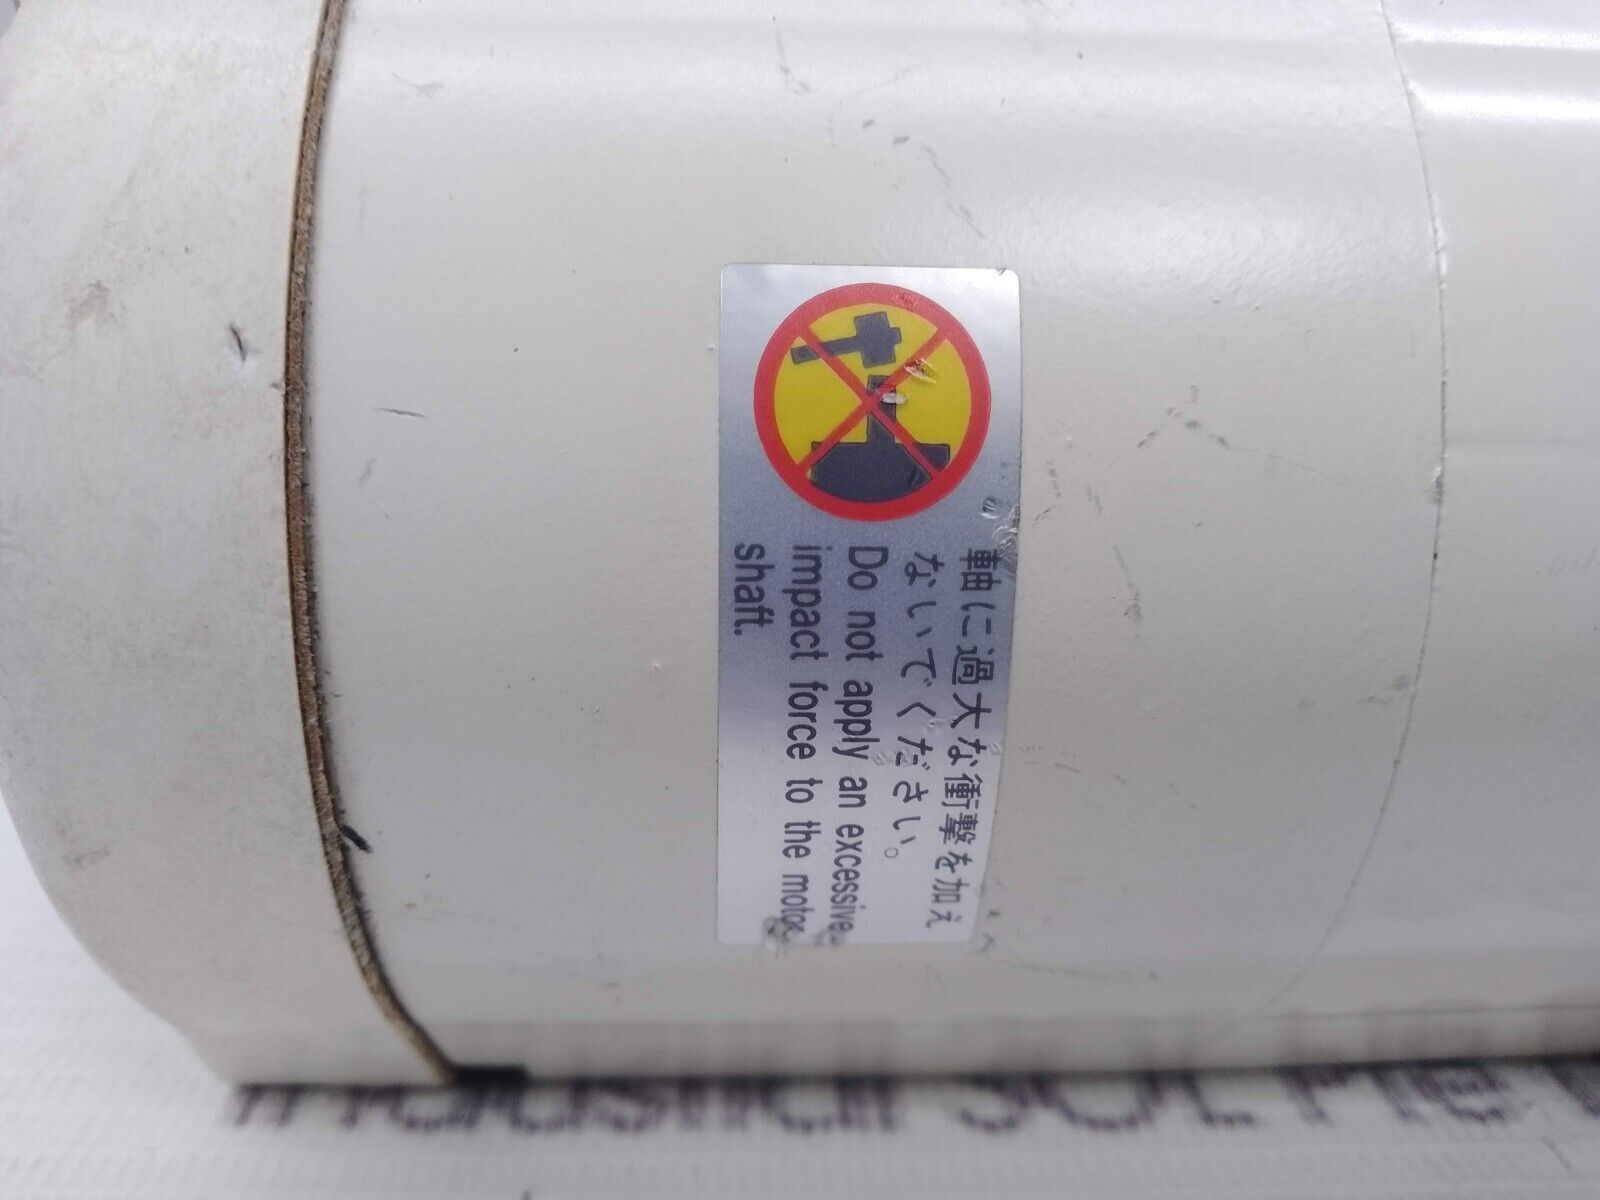 軸に過大な衝撃を加え
ないでください。
Do not apply an excessive
impact force to the motor
shaft.